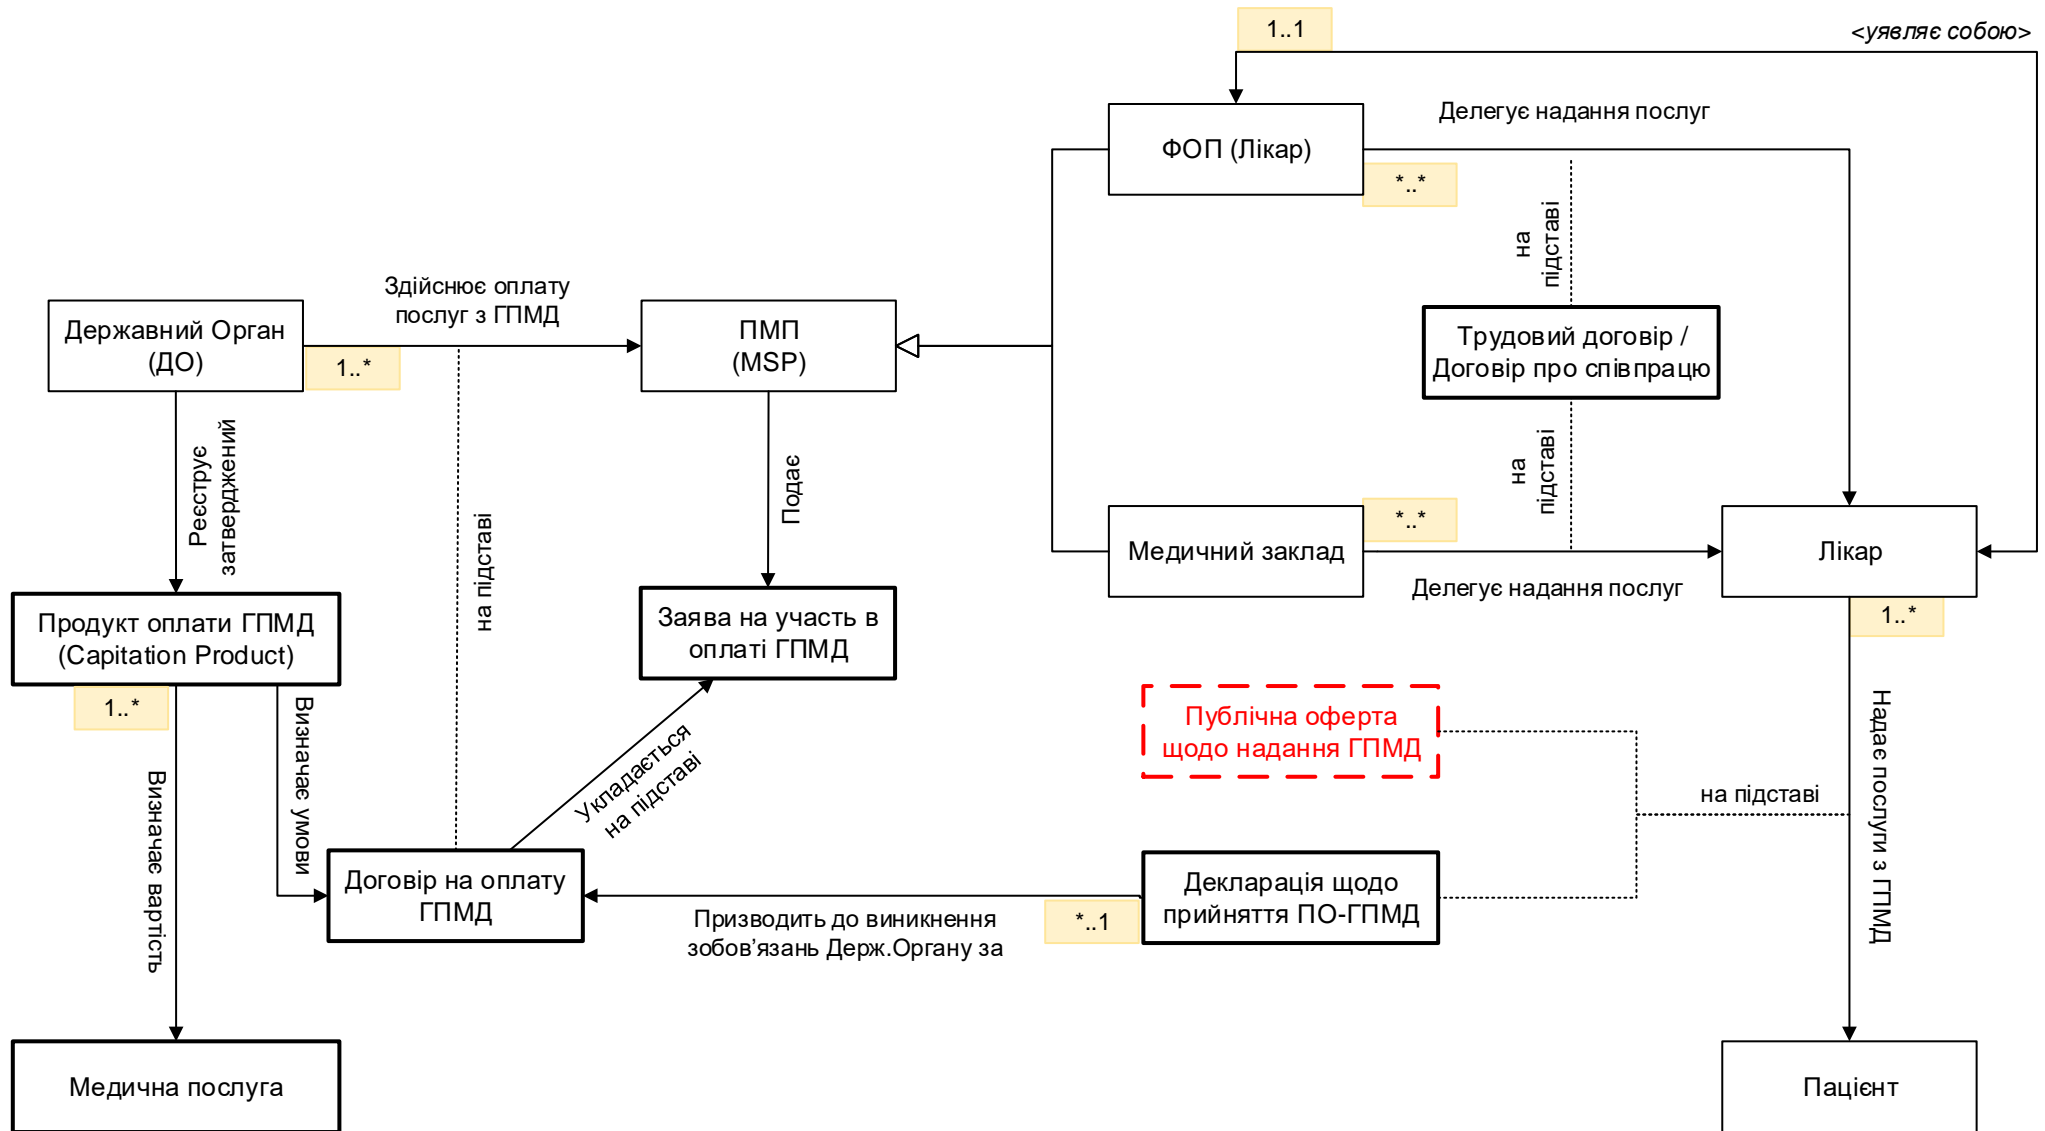 1..1
<уявляє собою>
ФОП (Лікар)
Делегує надання послуг
*..*
на
підставі
Державний Орган
(ДО)
Здійснює оплату
послуг з ГПМД
1..*
ПМП
(MSP)
Трудовий договір /
Договір про співпрацю
Реєструє
затверджений
на підставі
Подає
на
підставі
*..*
Медичний заклад
Делегує надання послуг
Лікар
1..*
Продукт оплати ГПМД
(Capitation Product)
1..*
Заява на участь в
оплаті ГПМД
Визначає умови
Укладається
на підставі
Публічна оферта
щодо надання ГПМД
на підставі
Надає послуги з ГПМД
Визначає вартість
Договір на оплату
ГПМД
Призводить до виникнення
зобов’язань Держ.Органу за
*..1
Декларація щодо
прийняття ПО-ГПМД
Медична послуга
Пацієнт